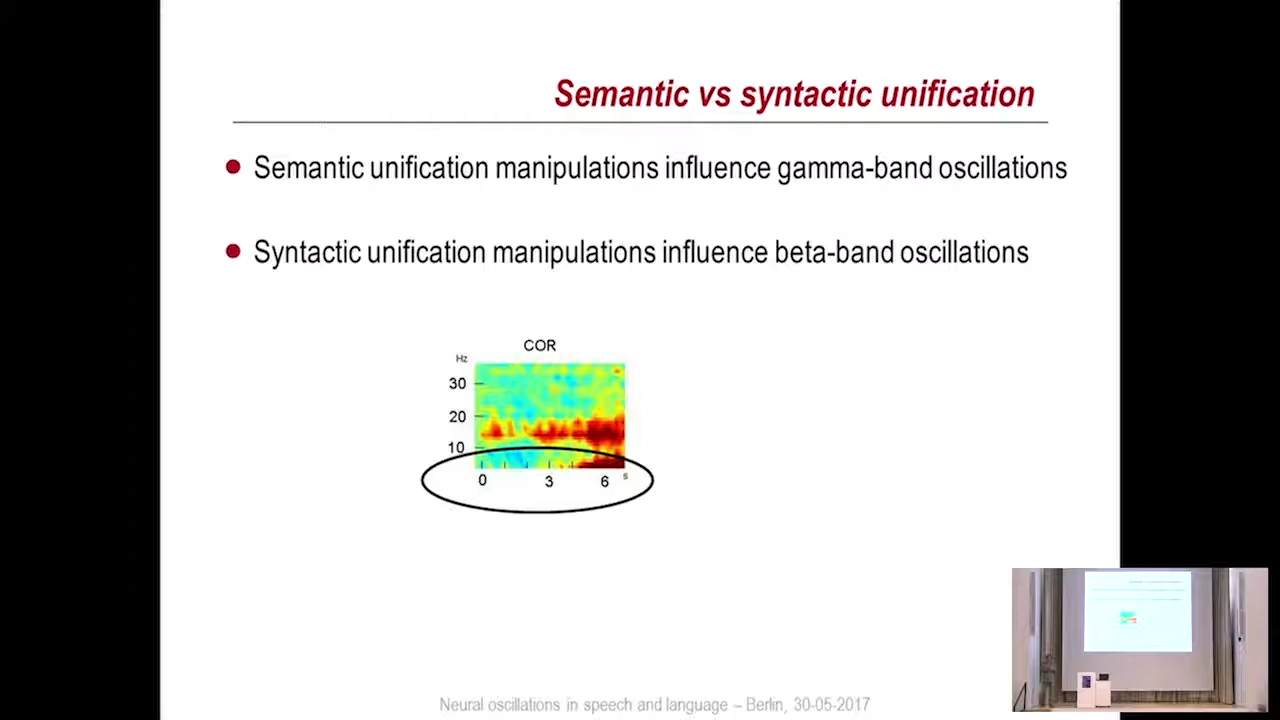 Semantic vs syntactic unification
Semantic unification manipulations influence gamma-band oscillations
Syntactic unification manipulations influence beta-band oscillations
COR
Hz
30
20
10
0 3 6 s
Neural oscillations in speech and language – Berlin, 30-05-2017